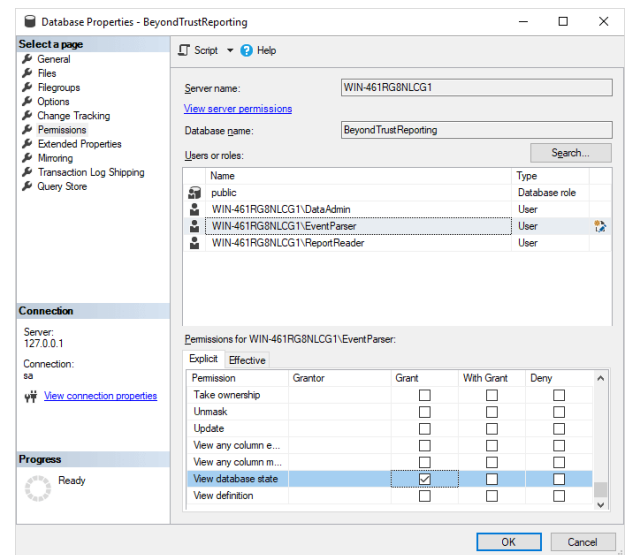 Database Properties - BeyondTrustReporting
Select a page
General
Files
Filegroups
Options
Change Tracking
Permissions
Extended Properties
Mirroring
Transaction Log Shipping
Query Store
Connection
Server:
127.0.0.1
Connection:
sa
View connection properties
Progress
Ready
Script Help
Server name: WIN-461RG8NLCG1
View server permissions
Database name: BeyondTrustReporting
Users or roles: Search...
Name Type
public Database role
WIN-461RG8NLCG1\DataAdmin User
WIN-461RG8NLCG1\EventParser User
WIN-461RG8NLCG1\ReportReader User
Permissions for WIN-461RG8NLCG1\EventParser:
Explicit Effective
Permission Grantor Grant With Grant Deny
Take ownership
Unmask
Update
View any column e...
View any column m...
View database state
View definition
OK Cancel